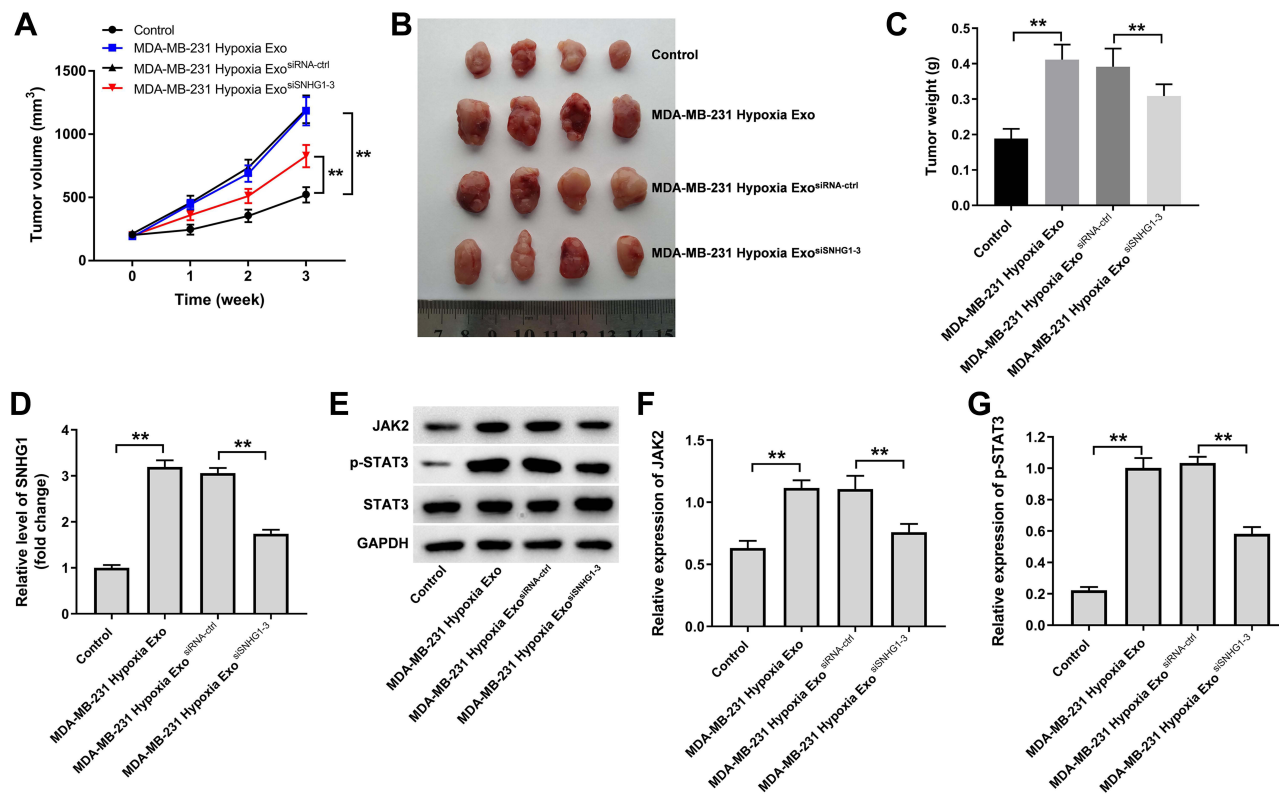 A
Control
MDA-MB-231 Hypoxia Exo
MDA-MB-231 Hypoxia Exo^siRNA-ctrl
MDA-MB-231 Hypoxia Exo^siSNHG1-3
Tumor volume (mm³)
1500
1000
500
0
0 1 2 3
Time (week)
**
**
B
Control
MDA-MB-231 Hypoxia Exo
MDA-MB-231 Hypoxia Exo^siRNA-ctrl
MDA-MB-231 Hypoxia Exo^siSNHG1-3
7 8 9 10 11 12 13 14 15
C
Tumor weight (g)
0.5
0.4
0.3
0.2
0.1
0.0
** **
Control
MDA-MB-231 Hypoxia Exo
MDA-MB-231 Hypoxia Exo^siRNA-ctrl
MDA-MB-231 Hypoxia Exo^siSNHG1-3
D
Relative level of SNHG1
(fold change)
4
3
2
1
0
** **
Control
MDA-MB-231 Hypoxia Exo
MDA-MB-231 Hypoxia Exo^siRNA-ctrl
MDA-MB-231 Hypoxia Exo^siSNHG1-3
E
JAK2
p-STAT3
STAT3
GAPDH
Control
MDA-MB-231 Hypoxia Exo
MDA-MB-231 Hypoxia Exo^siRNA-ctrl
MDA-MB-231 Hypoxia Exo^siSNHG1-3
F
Relative expression of JAK2
1.5
1.0
0.5
0.0
** **
Control
MDA-MB-231 Hypoxia Exo
MDA-MB-231 Hypoxia Exo^siRNA-ctrl
MDA-MB-231 Hypoxia Exo^siSNHG1-3
G
Relative expression of p-STAT3
1.2
1.0
0.8
0.6
0.4
0.2
0.0
** **
Control
MDA-MB-231 Hypoxia Exo
MDA-MB-231 Hypoxia Exo^siRNA-ctrl
MDA-MB-231 Hypoxia Exo^siSNHG1-3